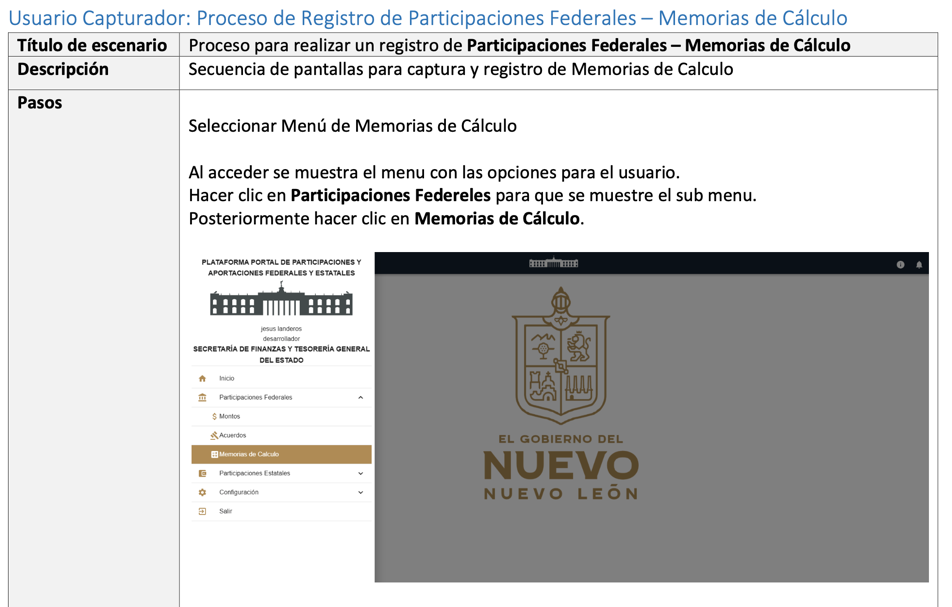 Usuario Capturador: Proceso de Registro de Participaciones Federales – Memorias de Cálculo
Título de escenario Proceso para realizar un registro de Participaciones Federales – Memorias de Cálculo
Descripción Secuencia de pantallas para captura y registro de Memorias de Calculo
Pasos
Seleccionar Menú de Memorias de Cálculo
Al acceder se muestra el menu con las opciones para el usuario.
Hacer clic en Participaciones Federeles para que se muestre el sub menu.
Posteriormente hacer clic en Memorias de Cálculo.
PLATAFORMA PORTAL DE PARTICIPACIONES Y
APORTACIONES FEDERALES Y ESTATALES
jesus landeros
desarrollador
SECRETARÍA DE FINANZAS Y TESORERÍA GENERAL
DEL ESTADO
Inicio
Participaciones Federales
Montos
Acuerdos
Memorias de Calculo
Participaciones Estatales
Configuración
Salir
EL GOBIERNO DEL
NUEVO
NUEVO LEÓN